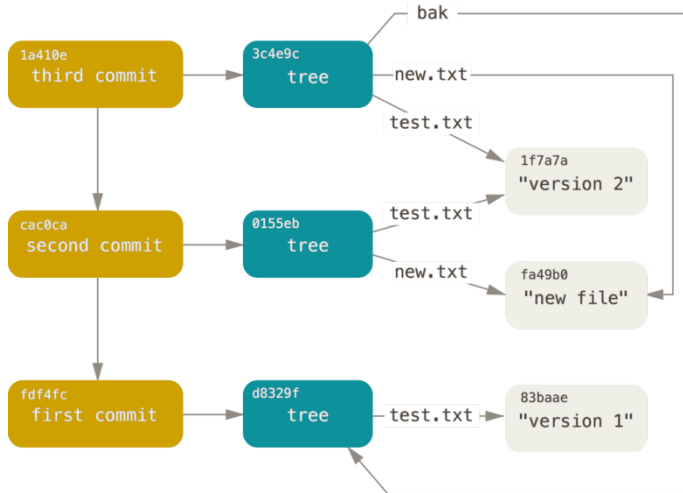 bak
1a410e
third commit
3c4e9c
tree
new.txt
test.txt
1f7a7a
"version 2"
cac0ca
second commit
0155eb
tree
test.txt
new.txt
fa49b0
"new file"
fdf4fc
first commit
d8329f
tree
test.txt
83baae
"version 1"